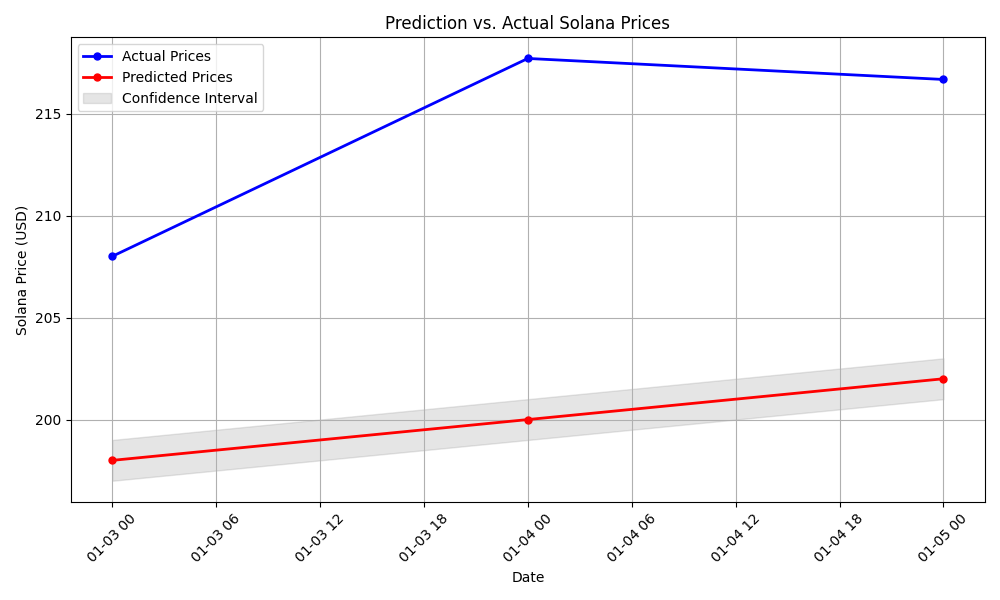 Prediction vs. Actual Solana Prices
Actual Prices
Predicted Prices
Confidence Interval
Solana Price (USD)
215
210
205
200
01-03 00
01-03 06
01-03 12
01-03 18
01-04 00
01-04 06
01-04 12
01-04 18
01-05 00
Date